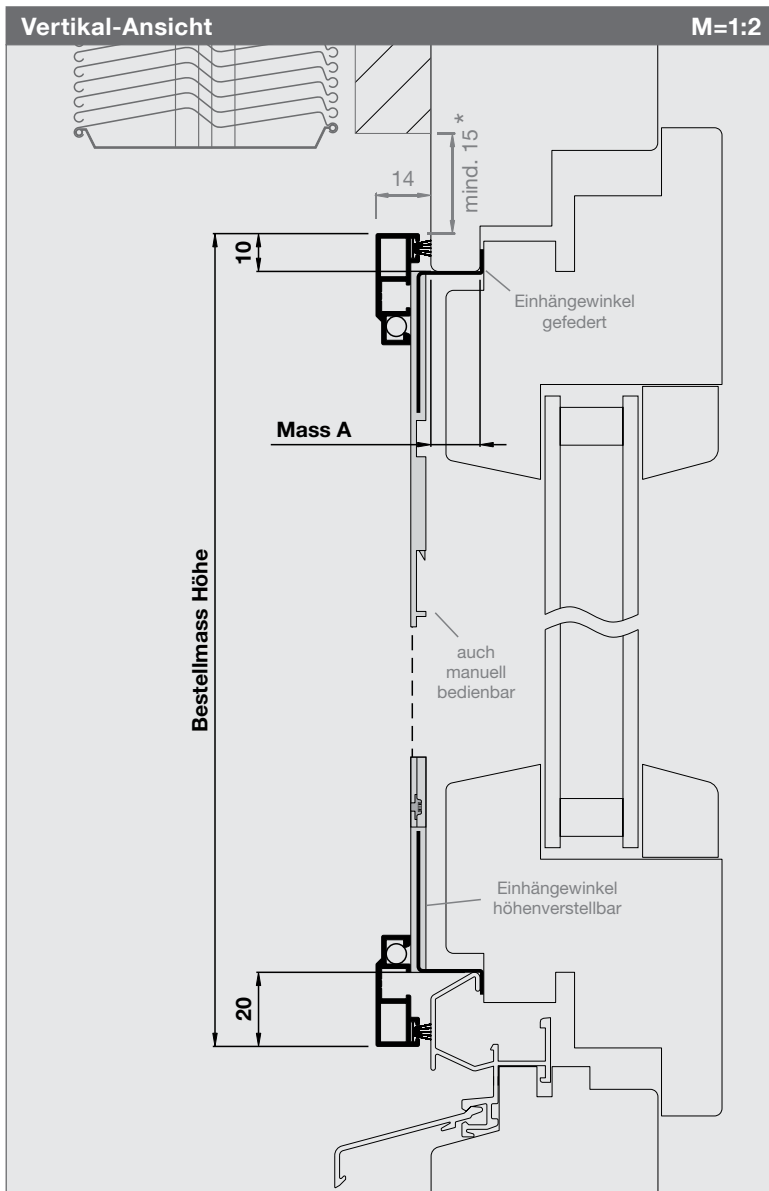 Vertikal-Ansicht M=1:2
14
mind. 15*
10
Einhängewinkel
gefedert
Mass A
Bestellmass Höhe
auch
manuell
bedienbar
Einhängewinkel
höhenverstellbar
20